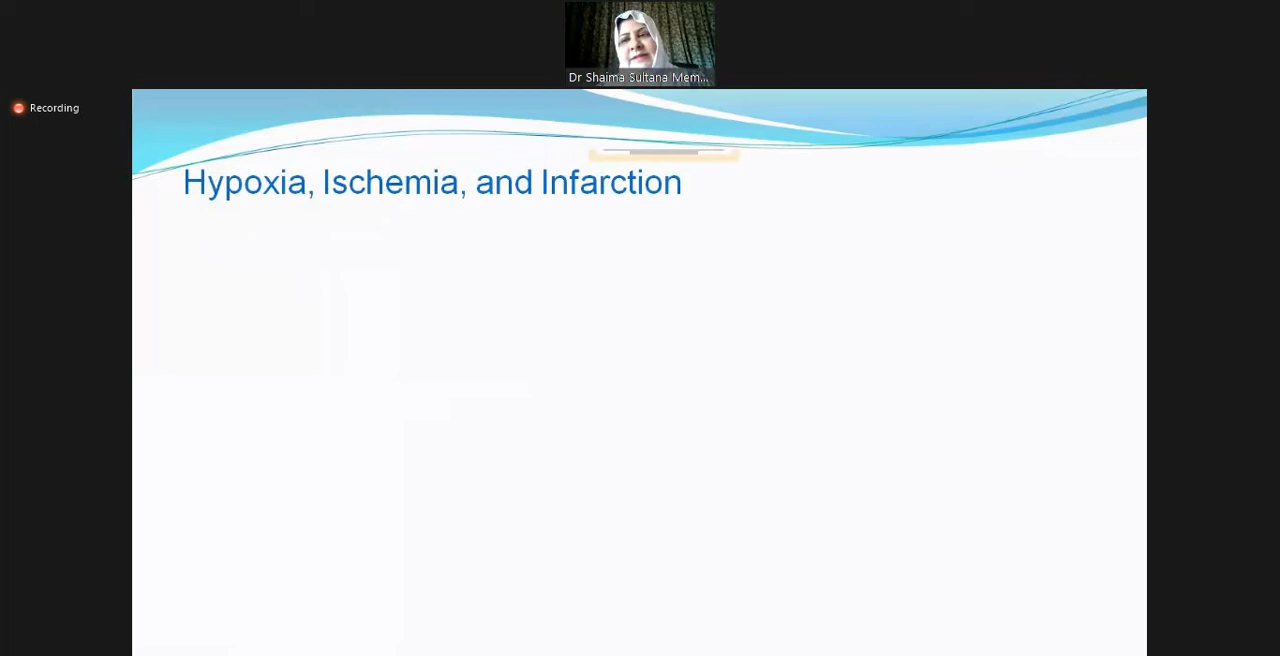 Dr Shaima Sultana Mem...
Recording
Hypoxia, Ischemia, and Infarction